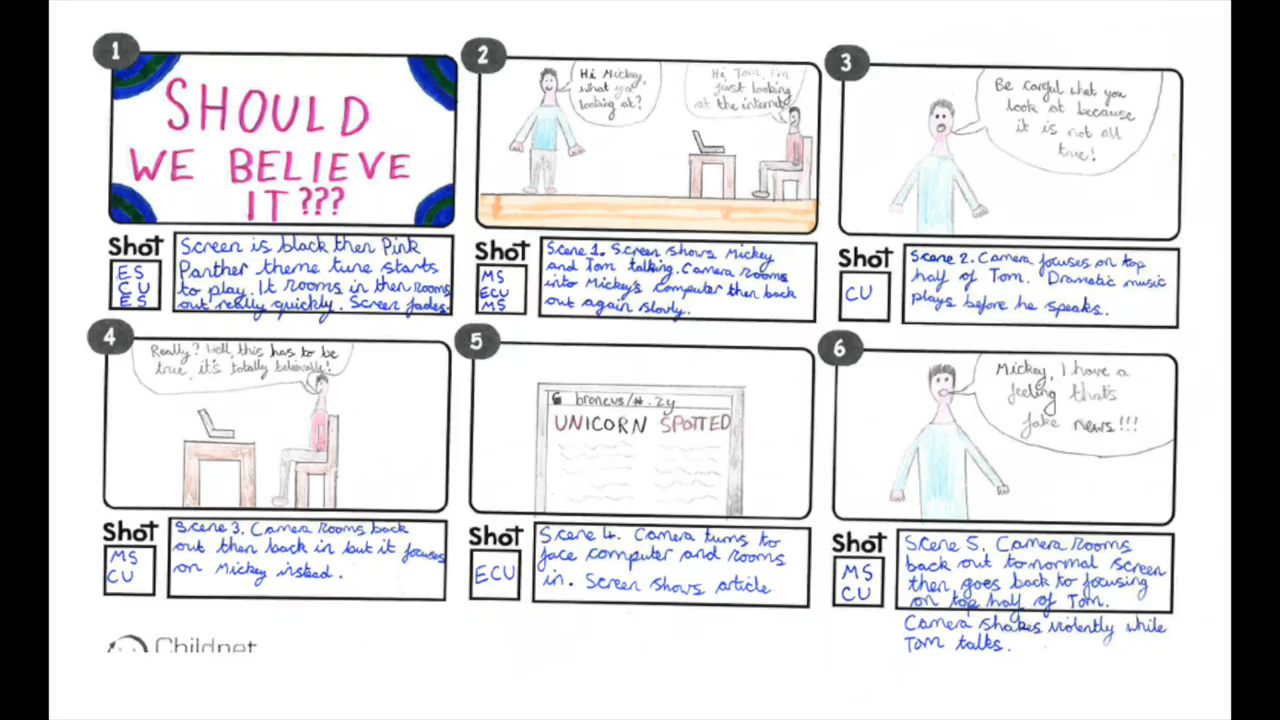 1
SHOULD
WE BELIEVE
IT???
Shot
ES
CU
ES
Screen is black then Pink
Panther theme tune starts
to play. It rooms in then rooms
out really quickly. Screen fades.
2
Hi Mickey,
what you
looking at?
Hi Tom, I'm
just looking
at the internet
Shot
MS
ECU
MS
Scene 1. Screen shows Mickey
and Tom talking. Camera rooms
into Mickey's computer then back
out again slowly.
3
Be careful what you
look at because
it is not all
true!
Shot
CU
Scene 2. Camera focuses on top
half of Tom. Dramatic music
plays before he speaks.
4
Really? Well, this has to be
true, it's totally believable!
Shot
MS
CU
Scene 3. Camera rooms back
out then back in but it focuses
on Mickey instead.
5
bronews/#.zy
UNICORN SPOTTED
Shot
ECU
Scene 4. Camera turns to
face computer and rooms
in. Screen shows article
6
Mickey, I have a
feeling that's
fake news!!!
Shot
MS
CU
Scene 5. Camera rooms
back out to normal screen
then goes back to focusing
on top half of Tom.
Camera shakes violently while
Tom talks.
Childnet